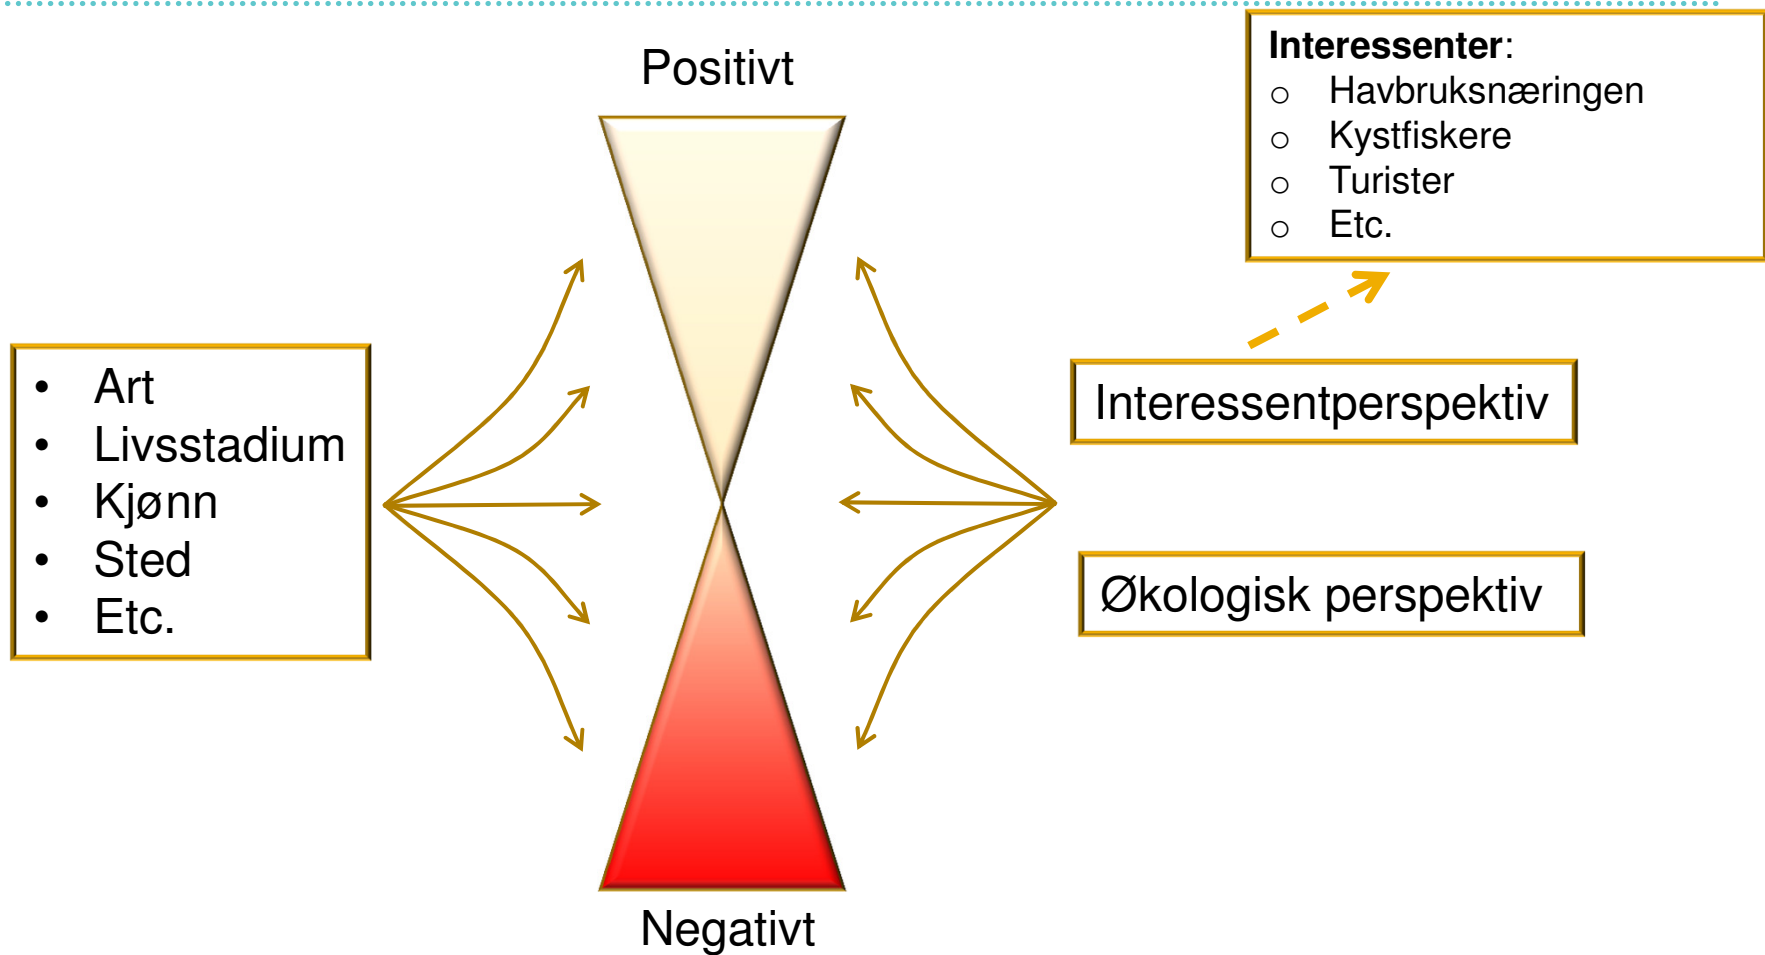 Positivt
Interessenter:
o Havbruksnæringen
o Kystfiskere
o Turister
o Etc.
• Art
• Livsstadium
• Kjønn
• Sted
• Etc.
Interessentperspektiv
Økologisk perspektiv
Negativt